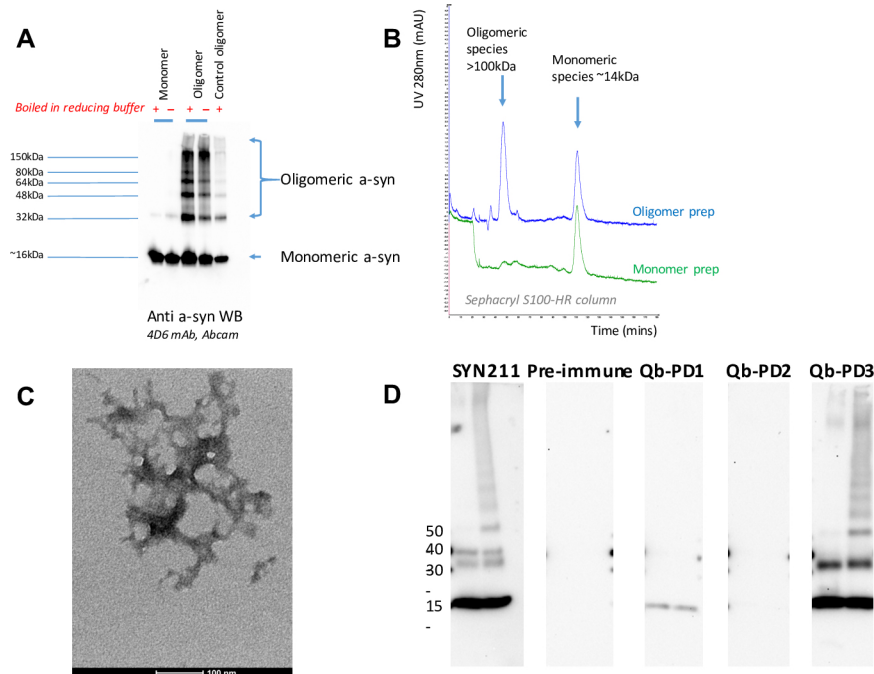 A
Monomer
Oligomer
Control oligomer
Boiled in reducing buffer + − + − +
150kDa
80kDa
64kDa
48kDa
32kDa
~16kDa
Oligomeric a-syn
Monomeric a-syn
Anti a-syn WB
4D6 mAb, Abcam
B
UV 280nm (mAU)
Oligomeric
species
>100kDa
Monomeric
species ~14kDa
Oligomer prep
Monomer prep
Sephacryl S100-HR column
Time (mins)
C
100 nm
D
SYN211 Pre-immune Qb-PD1 Qb-PD2 Qb-PD3
50
40
30
-
15
-